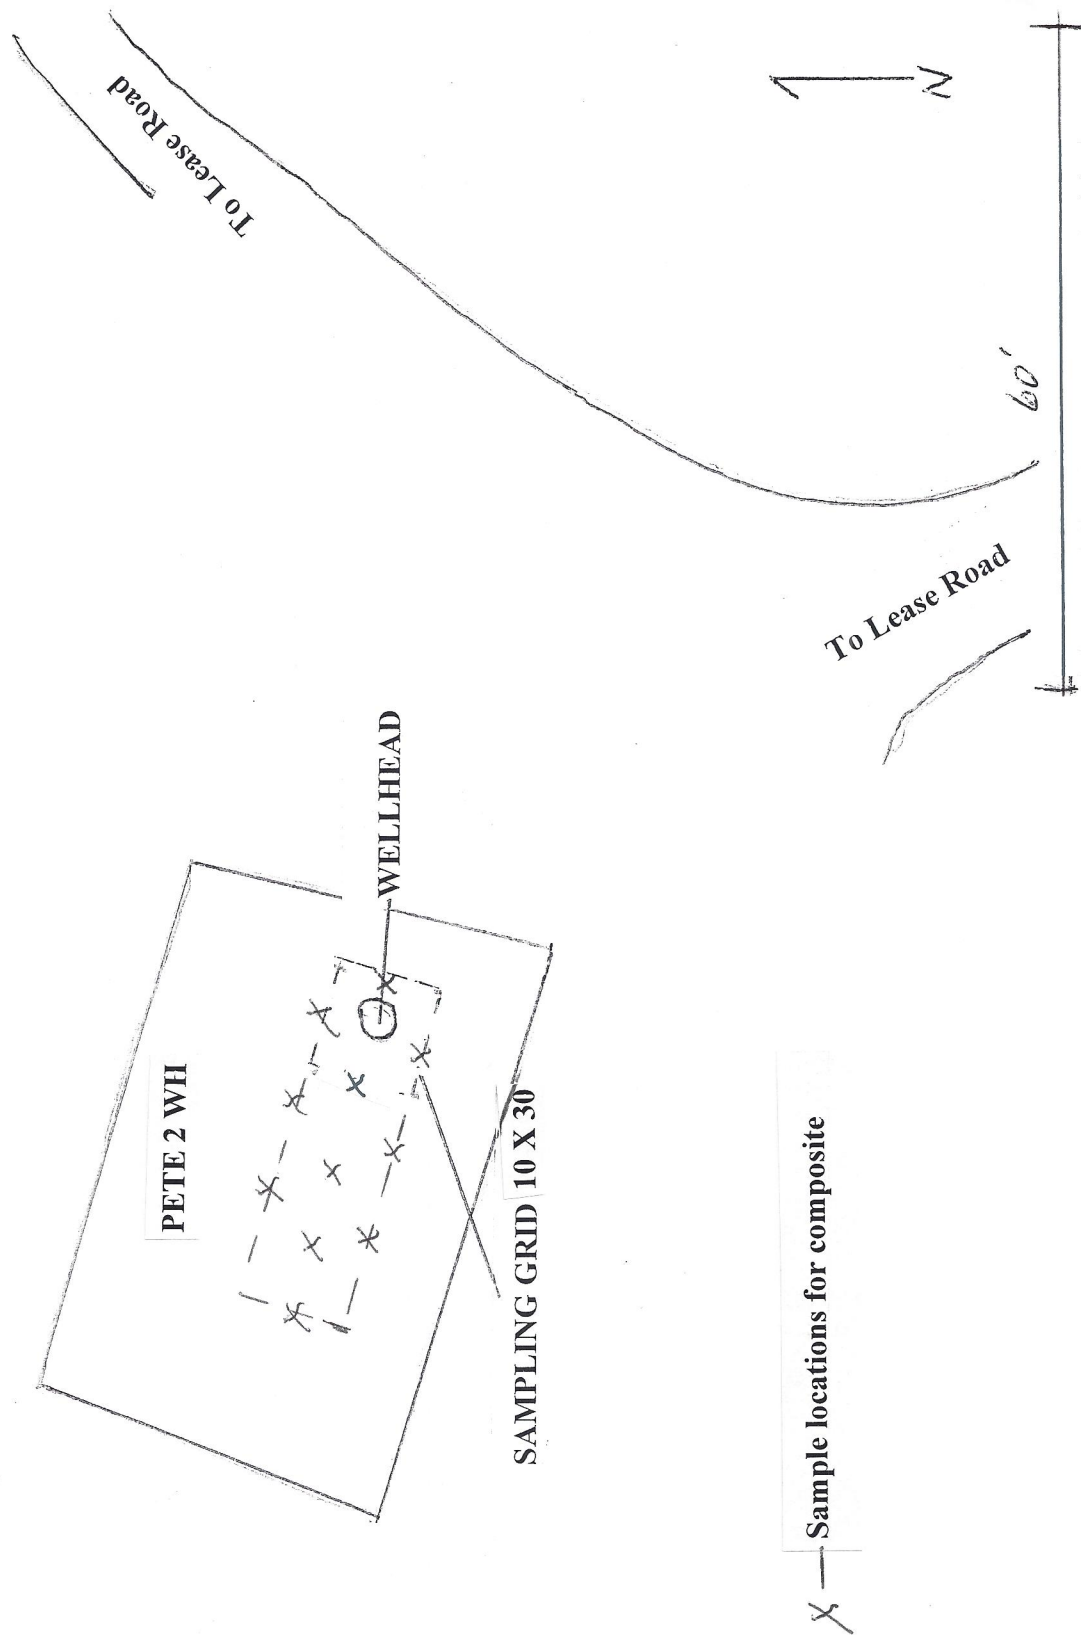 PETE 2 WH
To Lease Road
WELLHEAD
SAMPLING GRID 10 X 30
X — Sample locations for composite
To Lease Road
N
60'